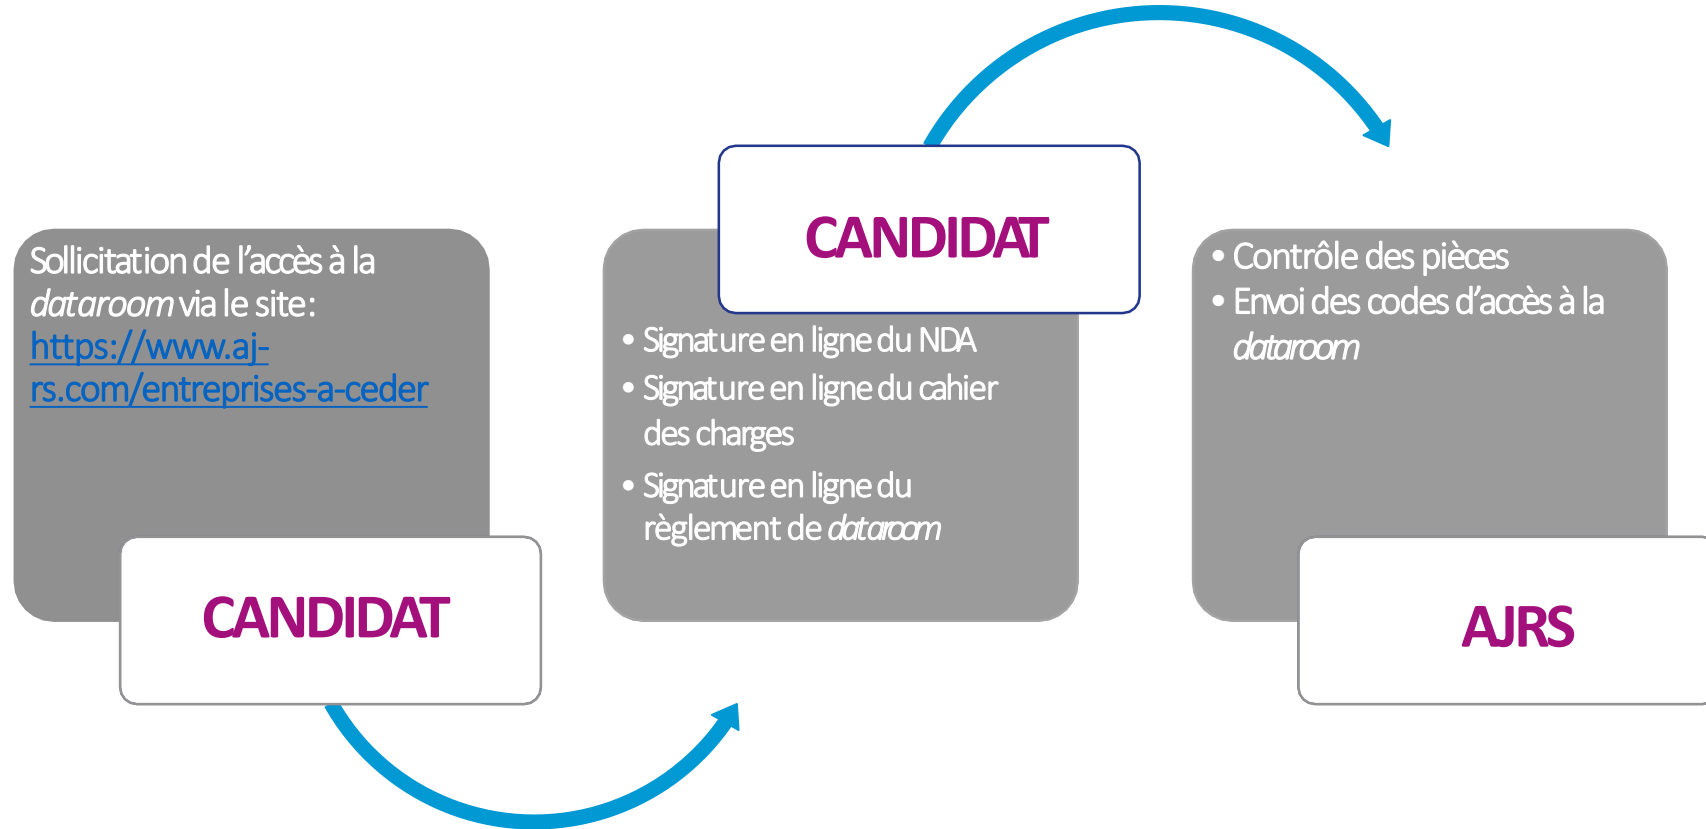 Sollicitation de l’accès à la
dataroom via le site :
https://www.aj-
rs.com/entreprises-a-ceder
CANDIDAT
CANDIDAT
• Signature en ligne du NDA
• Signature en ligne du cahier
des charges
• Signature en ligne du
règlement de dataroom
• Contrôle des pièces
• Envoi des codes d’accès à la
dataroom
AJRS